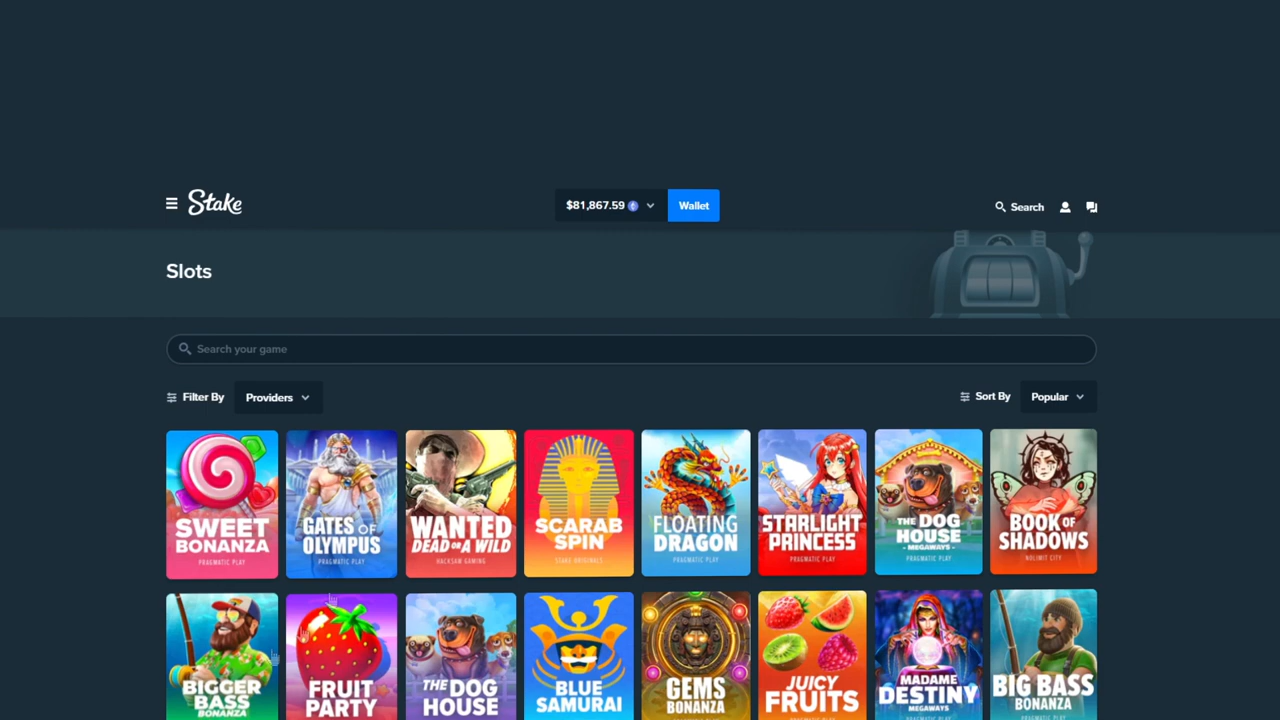 Stake
$81,867.59
Wallet
Search
Slots
Search your game
Filter By
Providers
Sort By
Popular
SWEET
BONANZA
PRAGMATIC PLAY
GATES OF
OLYMPUS
PRAGMATIC PLAY
WANTED
DEAD OR A WILD
HACKSAW GAMING
SCARAB
SPIN
STAKE ORIGINALS
FLOATING
DRAGON
PRAGMATIC PLAY
STARLIGHT
PRINCESS
PRAGMATIC PLAY
THE DOG
HOUSE
- MEGAWAYS -
PRAGMATIC PLAY
BOOK OF
SHADOWS
NOLIMIT CITY
BIGGER
BASS
BONANZA
FRUIT
PARTY
THE DOG
HOUSE
BLUE
SAMURAI
GEMS
BONANZA
JUICY
FRUITS
MADAME
DESTINY
MEGAWAYS
BIG BASS
BONANZA
PRAGMATIC PLAY